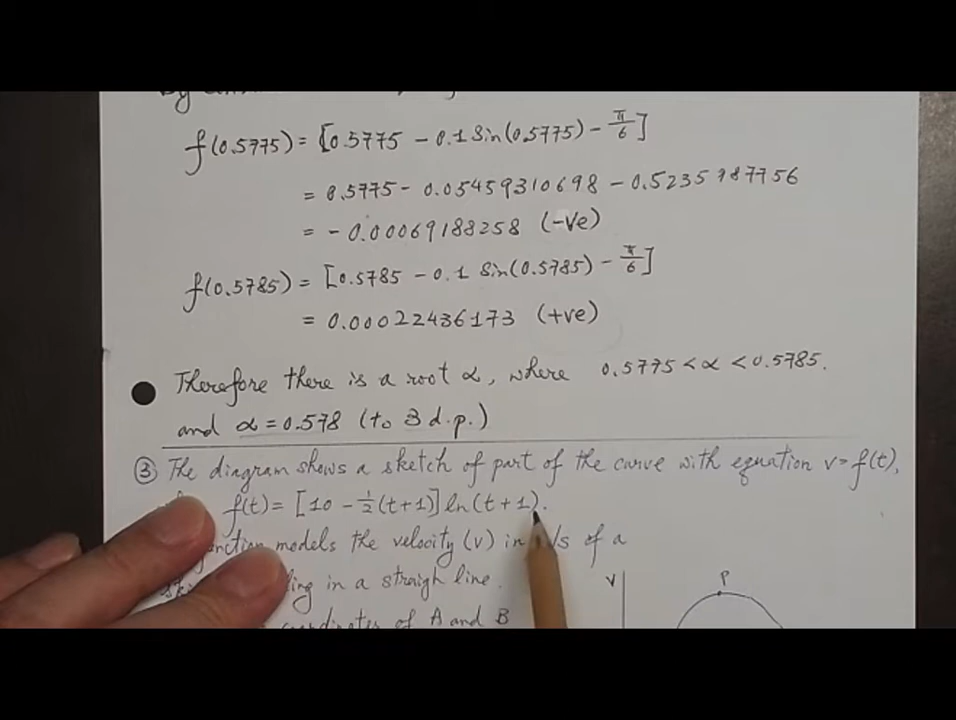 By
f(0.5775) = [0.5775 - 0.1 Sin(0.5775) - π/6]
= 0.5775 - 0.05459310698 - 0.5235987756
= -0.00069188258 (-ve)
f(0.5785) = [0.5785 - 0.1 Sin(0.5785) - π/6]
= 0.00022436173 (+ve)
Therefore there is a root α, where 0.5775 < α < 0.5785.
and α = 0.578 (to 3 d.p.)
③ The diagram shows a sketch of part of the curve with equation v = f(t),
f(t) = [10 - ½(t+1)] ln(t+1).
models the velocity (v) in /s of a
in a straigh line.
of A and B
V
P